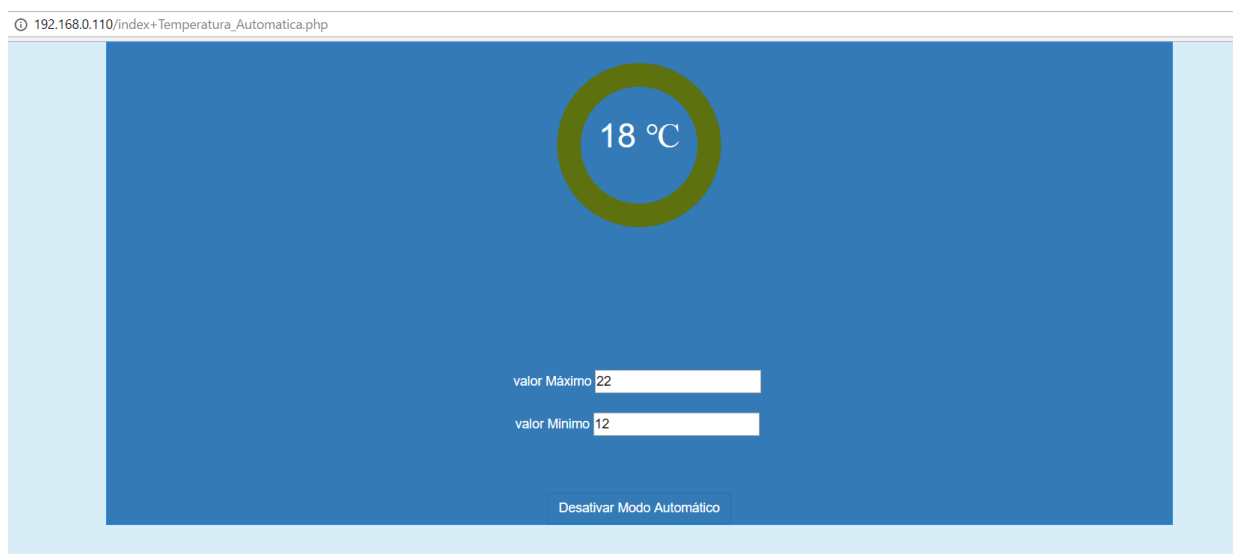 192.168.0.110/index+Temperatura_Automatica.php
18 °C
valor Máximo 22
valor Minimo 12
Desativar Modo Automático